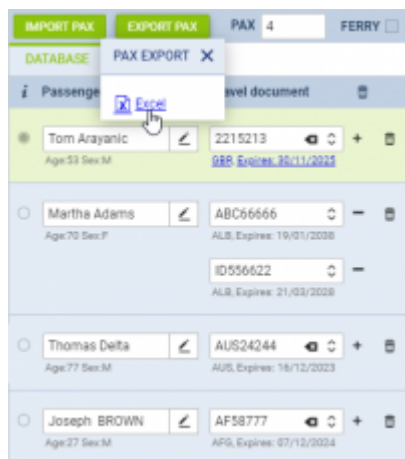 IMPORT PAX EXPORT PAX PAX 4 FERRY
DATABASE PAX EXPORT X
i Passenge avel document
Excel
Tom Arayanic 2215213 +
Age:53 Sex:M GBR, Expires: 30/11/2025
Martha Adams ABC66666 −
Age:70 Sex:F ALB, Expires: 19/01/2038
ID556622 −
ALB, Expires: 21/03/2028
Thomas Delta AUS24244 +
Age:77 Sex:M AUS, Expires: 16/12/2023
Joseph BROWN AF58777 +
Age:27 Sex:M AFG, Expires: 07/12/2024